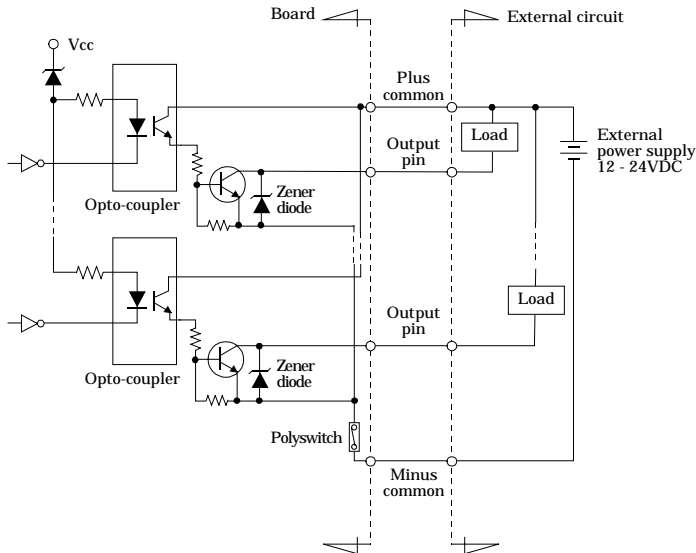 Board
External circuit
Vcc
Plus
common
Load
External
power supply
12 - 24VDC
Output
pin
Zener
diode
Opto-coupler
Load
Output
pin
Zener
diode
Opto-coupler
Polyswitch
Minus
common